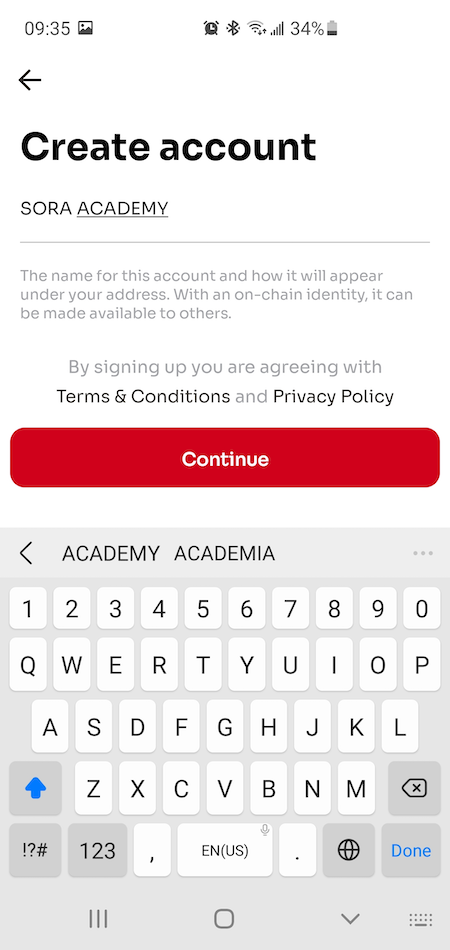 09:35 34%
Create account
SORA ACADEMY
The name for this account and how it will appear
under your address. With an on-chain identity, it can
be made available to others.
By signing up you are agreeing with
Terms & Conditions and Privacy Policy
Continue
ACADEMY ACADEMIA
1 2 3 4 5 6 7 8 9 0
Q W E R T Y U I O P
A S D F G H J K L
Z X C V B N M
!?# 123 , EN(US) . Done